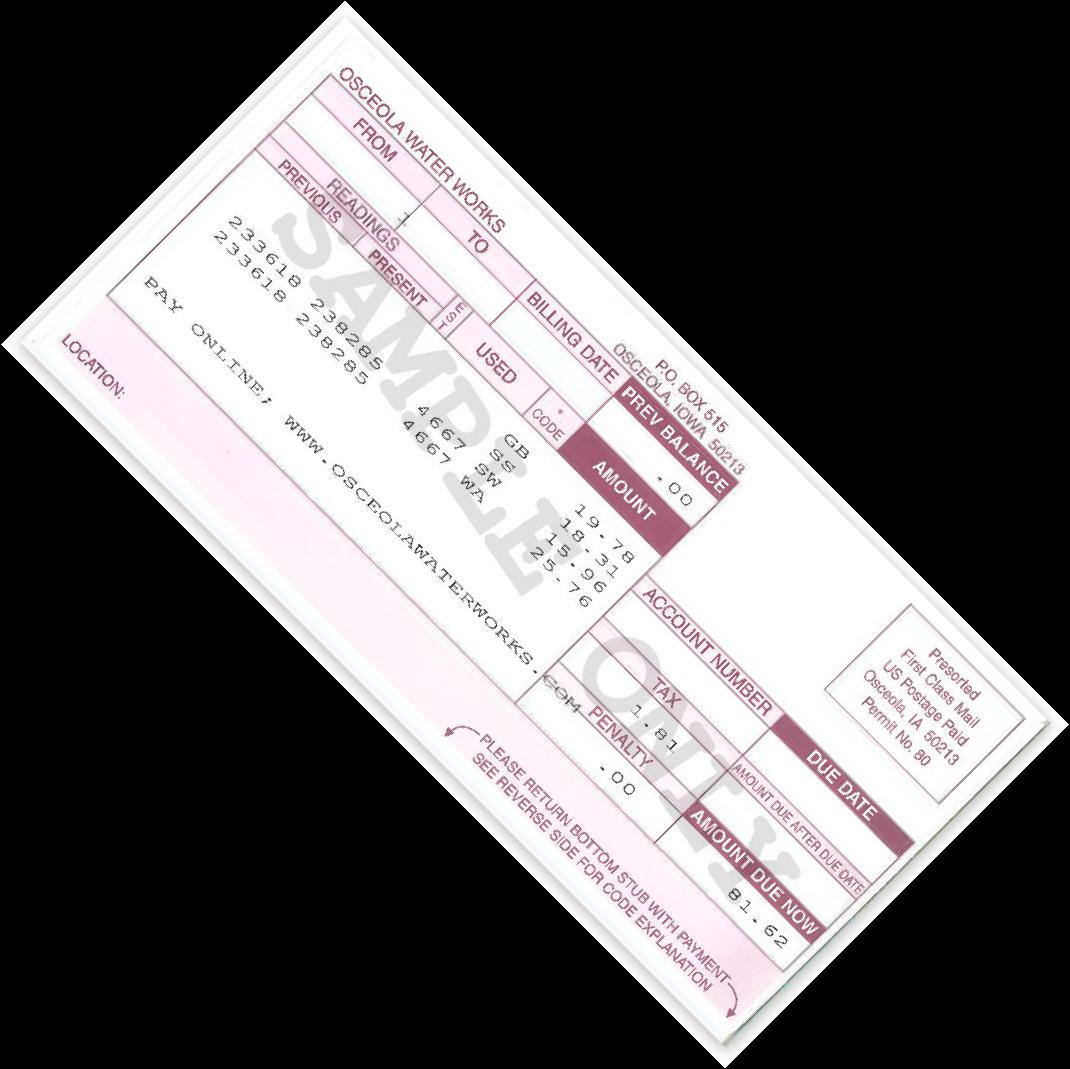 OSCEOLA WATER WORKS
P.O. BOX 515
OSCEOLA, IOWA 50213
FROM TO BILLING DATE PREV BALANCE
1 .00
READINGS
PREVIOUS PRESENT EST USED CODE AMOUNT
GB 19.78
SS 18.31
233618 238285 4667 SW 15.96
233618 238285 4667 WA 25.76
PAY ONLINE; WWW.OSCEOLAWATERWORKS.COM
LOCATION:
Presorted
First Class Mail
US Postage Paid
Osceola, IA 50213
Permit No. 80
ACCOUNT NUMBER DUE DATE
TAX AMOUNT DUE AFTER DUE DATE
1.81
PENALTY AMOUNT DUE NOW
.00 81.62
PLEASE RETURN BOTTOM STUB WITH PAYMENT
SEE REVERSE SIDE FOR CODE EXPLANATION
SAMPLE ONLY